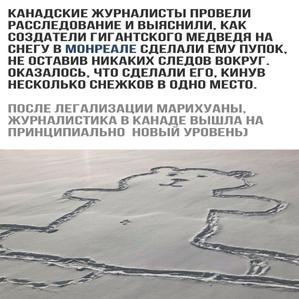 КАНАДСКИЕ ЖУРНАЛИСТЫ ПРОВЕЛИ
РАССЛЕДОВАНИЕ И ВЫЯСНИЛИ, КАК
СОЗДАТЕЛИ ГИГАНТСКОГО МЕДВЕДЯ НА
СНЕГУ В МОНРЕАЛЕ СДЕЛАЛИ ЕМУ ПУПОК,
НЕ ОСТАВИВ НИКАКИХ СЛЕДОВ ВОКРУГ.
ОКАЗАЛОСЬ, ЧТО СДЕЛАЛИ ЕГО, КИНУВ
НЕСКОЛЬКО СНЕЖКОВ В ОДНО МЕСТО.
ПОСЛЕ ЛЕГАЛИЗАЦИИ МАРИХУАНЫ,
ЖУРНАЛИСТИКА В КАНАДЕ ВЫШЛА НА
ПРИНЦИПИАЛЬНО НОВЫЙ УРОВЕНЬ)